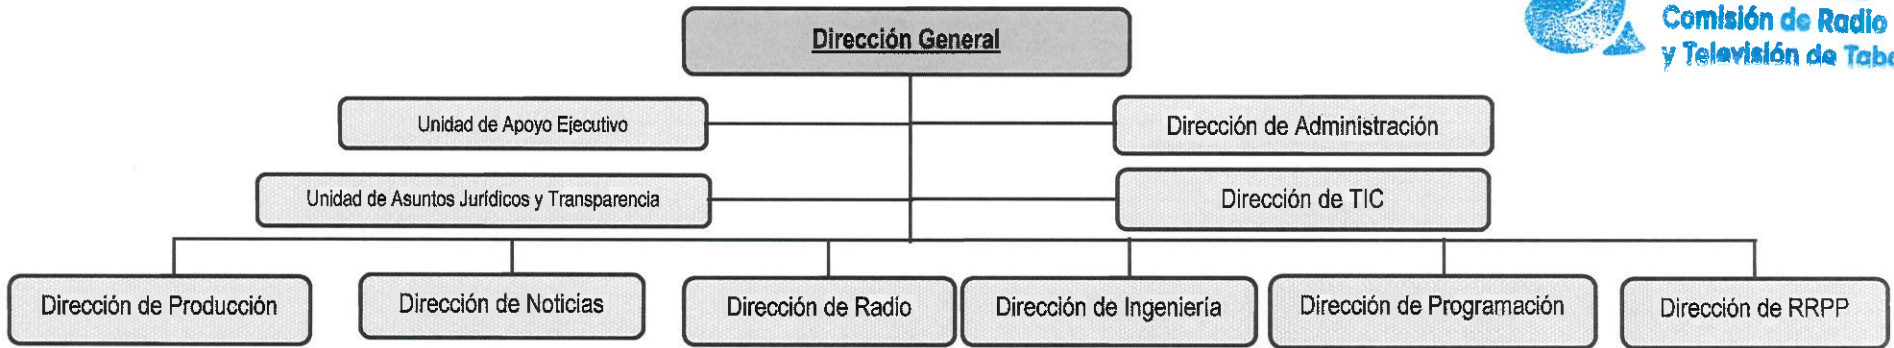 Dirección General
Comisión de Radio
y Televisión de
Unidad de Apoyo Ejecutivo
Dirección de Administración
Unidad de Asuntos Jurídicos y Transparencia
Dirección de TIC
Dirección de Producción
Dirección de Noticias
Dirección de Radio
Dirección de Ingeniería
Dirección de Programación
Dirección de RRPP